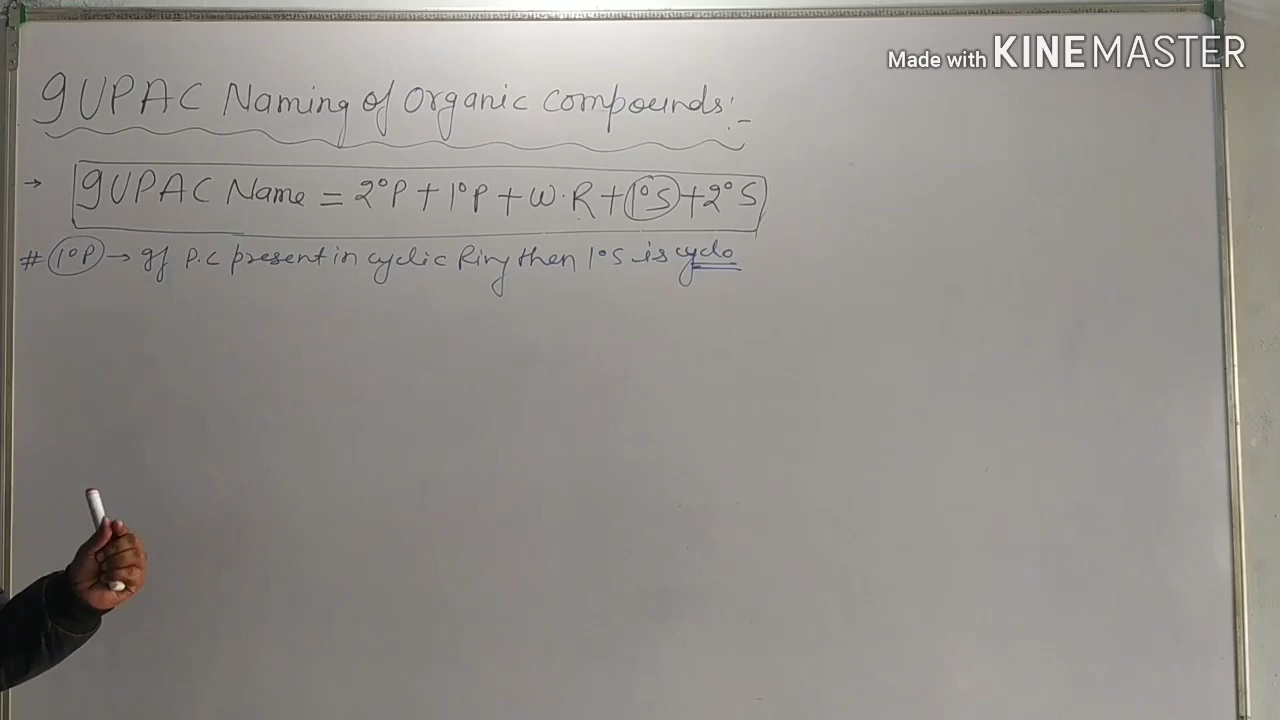 Made with KINEMASTER
IUPAC Naming of Organic Compounds:-
→ IUPAC Name = 2°P + 1°P + W.R + 1°S + 2°S
# 1°P → If P.C present in cyclic Ring then 1°S is cyclo